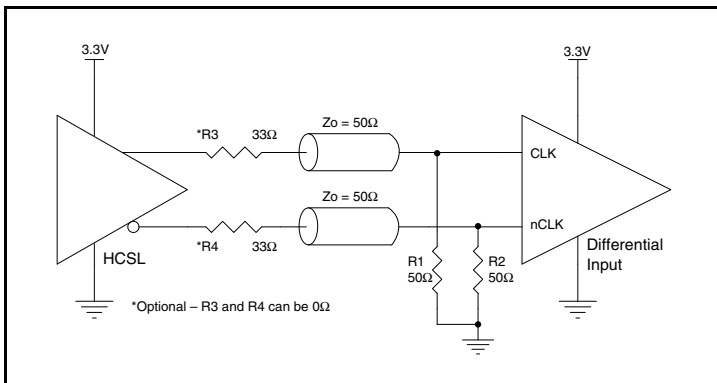 3.3V
3.3V
*R3 33Ω
Zo = 50Ω
CLK
Zo = 50Ω
nCLK
*R4 33Ω
HCSL
R1
50Ω
R2
50Ω
Differential
Input
*Optional – R3 and R4 can be 0Ω